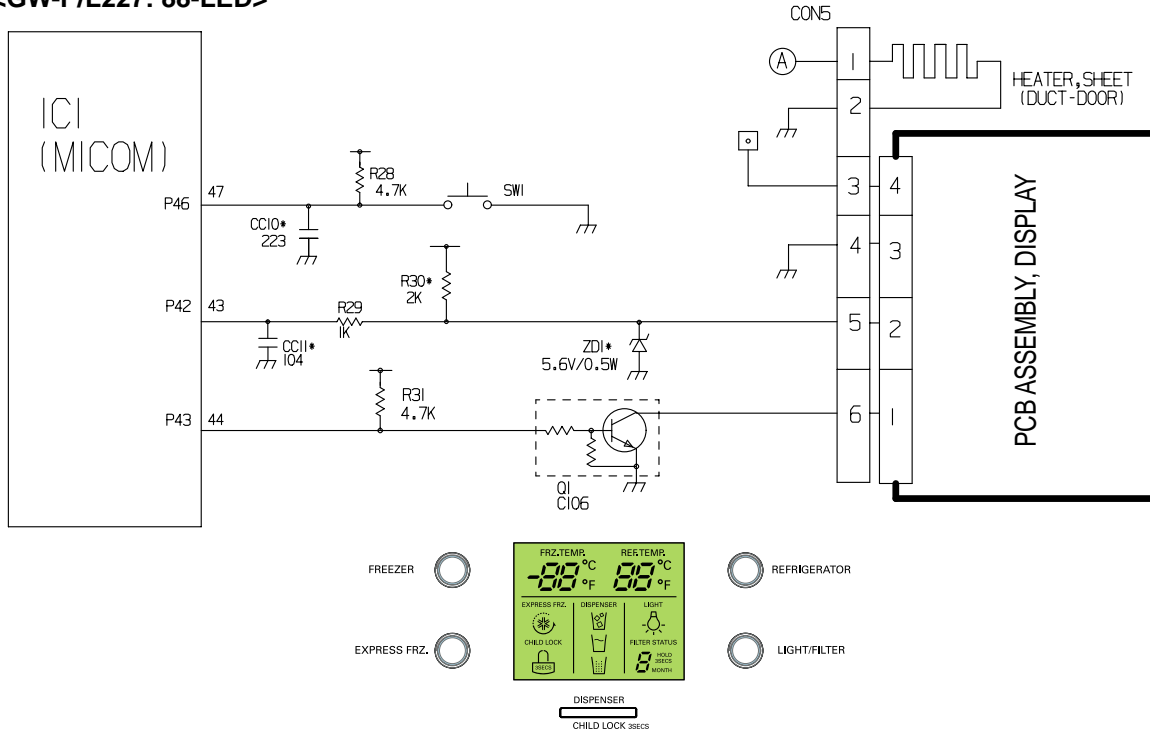 CON5
A
1
HEATER,SHEET
(DUCT-DOOR)
2
IC1
(MICOM)
R28
4.7K
P46
47
SW1
3
4
CC10*
223
4
3
R30*
2K
P42
43
R29
1K
5
2
CC11*
104
ZD1*
5.6V/0.5W
R31
4.7K
P43
44
6
1
Q1
C106
PCB ASSEMBLY, DISPLAY
FRZ.TEMP.
REF.TEMP.
-88 °C
°F
88 °C
°F
FREEZER
REFRIGERATOR
EXPRESS FRZ.
DISPENSER
LIGHT
CHILD LOCK
FILTER STATUS
3SECS
8 HOLD
3SECS
MONTH
EXPRESS FRZ.
LIGHT/FILTER
DISPENSER
CHILD LOCK 3SECS